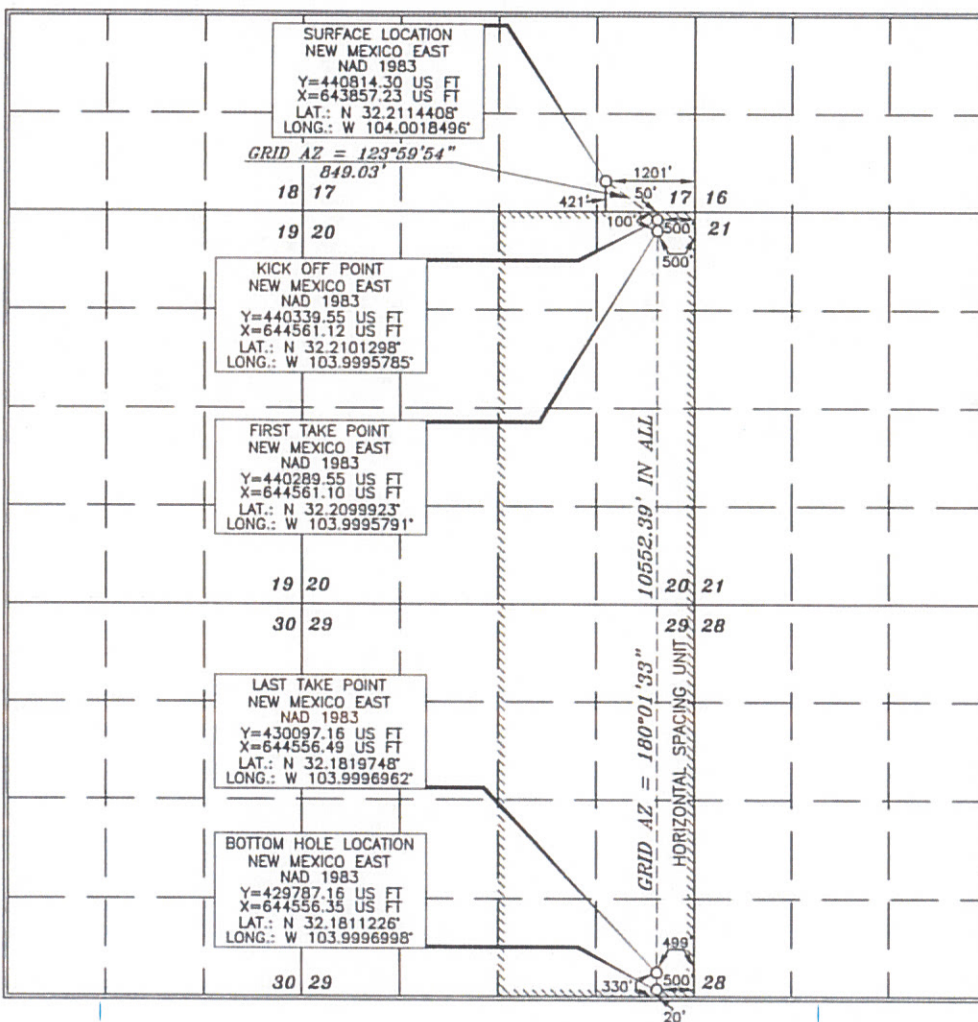 SURFACE LOCATION
NEW MEXICO EAST
NAD 1983
Y=440814.30 US FT
X=643857.23 US FT
LAT.: N 32.2114408°
LONG.: W 104.0018496°
GRID AZ = 123°59'54"
849.03'
1201'
50'
421'
100'
500'
500'
18 17
17 16
19 20
21
KICK OFF POINT
NEW MEXICO EAST
NAD 1983
Y=440339.55 US FT
X=644561.12 US FT
LAT.: N 32.2101298°
LONG.: W 103.9995785°
FIRST TAKE POINT
NEW MEXICO EAST
NAD 1983
Y=440289.55 US FT
X=644561.10 US FT
LAT.: N 32.2099923°
LONG.: W 103.9995791°
10552.39' IN ALL
19 20
20 21
30 29
29 28
GRID AZ = 180°01'33"
HORIZONTAL SPACING UNIT
LAST TAKE POINT
NEW MEXICO EAST
NAD 1983
Y=430097.16 US FT
X=644556.49 US FT
LAT.: N 32.1819748°
LONG.: W 103.9996962°
BOTTOM HOLE LOCATION
NEW MEXICO EAST
NAD 1983
Y=429787.16 US FT
X=644556.35 US FT
LAT.: N 32.1811226°
LONG.: W 103.9996998°
499'
330'
500'
30 29
28
20'